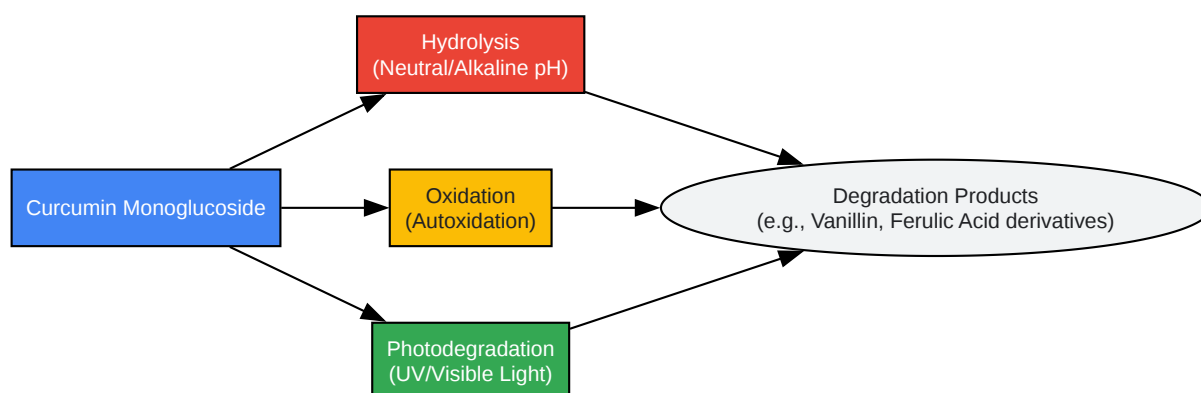 Hydrolysis
(Neutral/Alkaline pH)
Curcumin Monoglucoside
Oxidation
(Autoxidation)
Degradation Products
(e.g., Vanillin, Ferulic Acid derivatives)
Photodegradation
(UV/Visible Light)